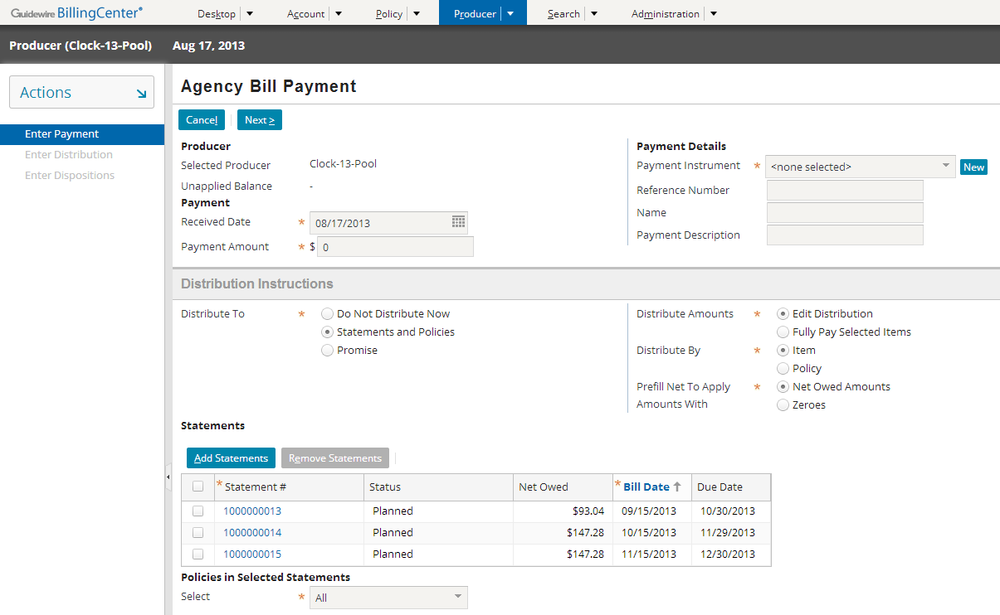 Guidewire BillingCenter®
Desktop
Account
Policy
Producer
Search
Administration
Producer (Clock-13-Pool) Aug 17, 2013
Actions
Enter Payment
Enter Distribution
Enter Dispositions
Agency Bill Payment
Cancel
Next >
Producer
Selected Producer Clock-13-Pool
Unapplied Balance -
Payment
Received Date * 08/17/2013
Payment Amount * $ 0
Payment Details
Payment Instrument * <none selected> New
Reference Number
Name
Payment Description
Distribution Instructions
Distribute To *
Do Not Distribute Now
Statements and Policies
Promise
Distribute Amounts * Edit Distribution
Fully Pay Selected Items
Distribute By * Item
Policy
Prefill Net To Apply * Net Owed Amounts
Amounts With Zeroes
Statements
Add Statements
Remove Statements
* Statement # Status Net Owed * Bill Date Due Date
1000000013 Planned $93.04 09/15/2013 10/30/2013
1000000014 Planned $147.28 10/15/2013 11/29/2013
1000000015 Planned $147.28 11/15/2013 12/30/2013
Policies in Selected Statements
Select * All